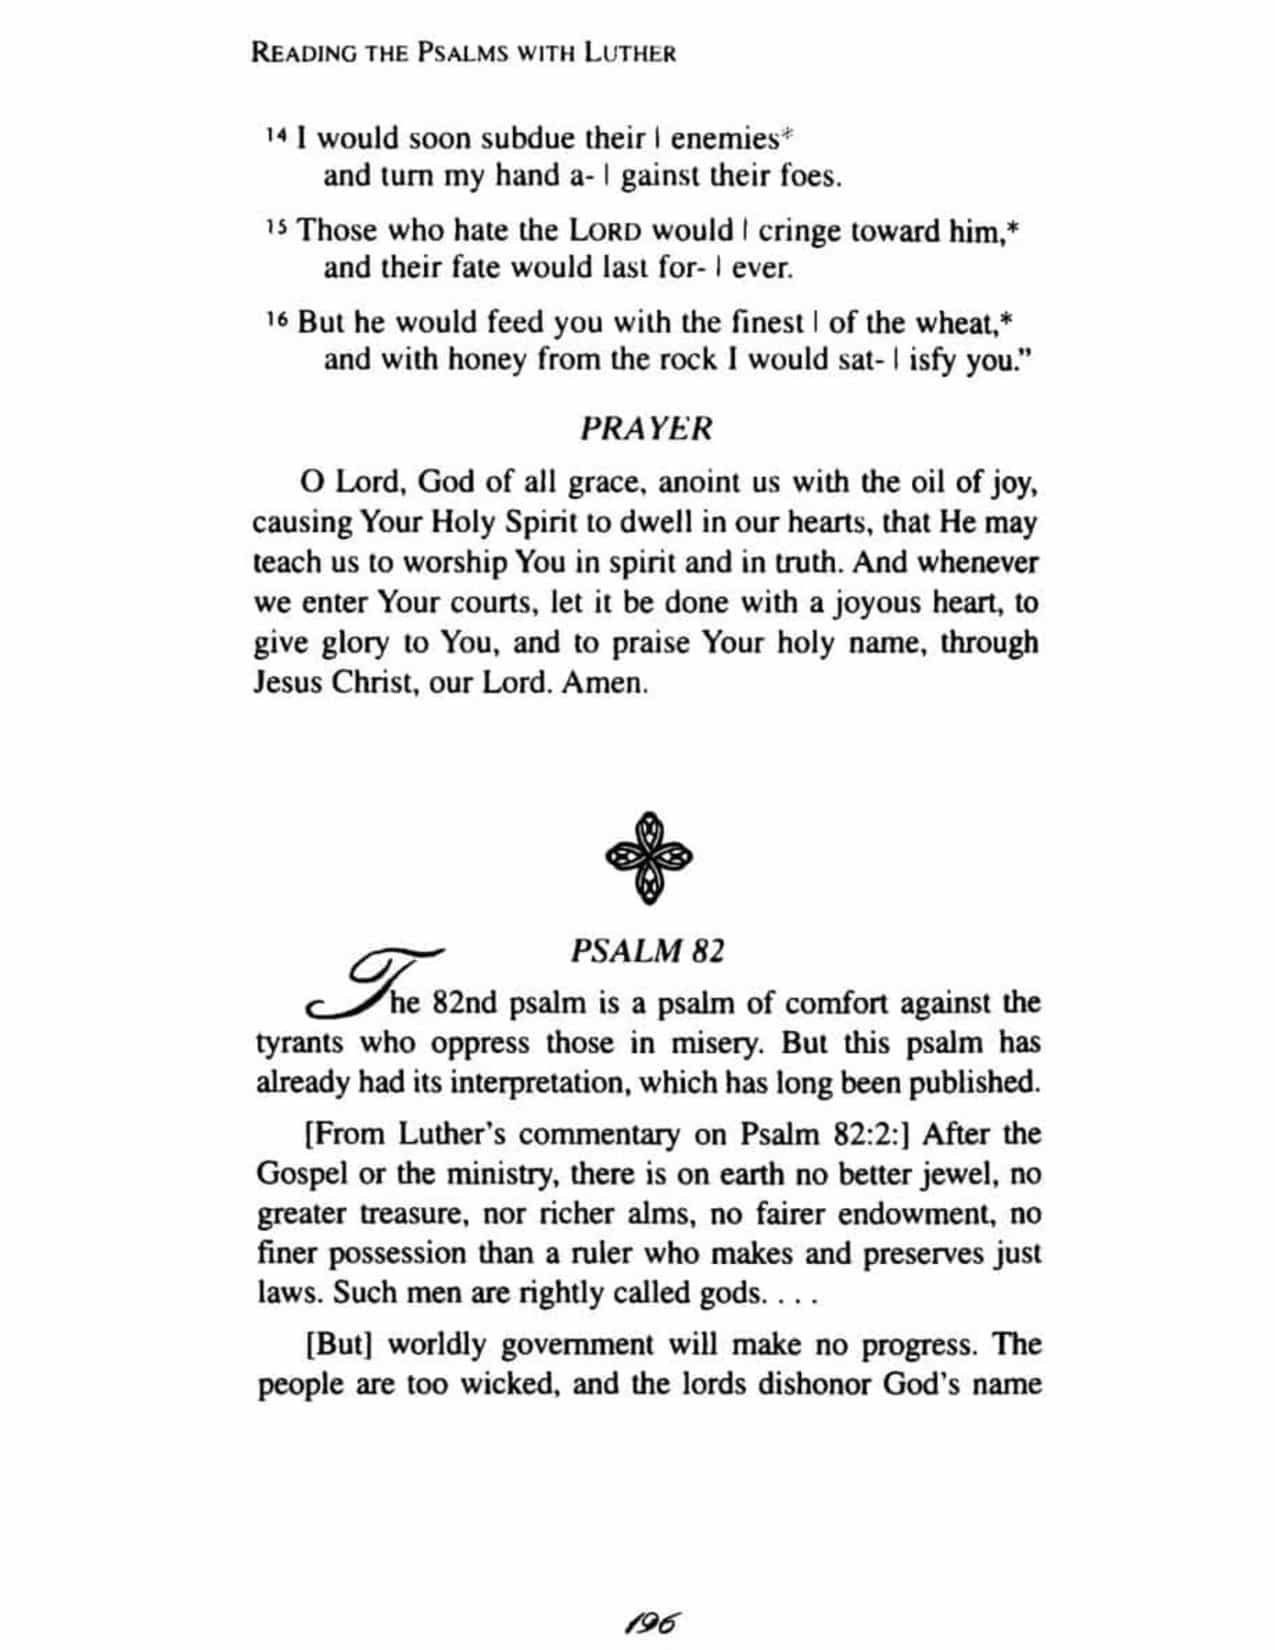 READING THE PSALMS WITH LUTHER
14 I would soon subdue their | enemies*
and turn my hand a- | gainst their foes.
15 Those who hate the LORD would | cringe toward him,*
and their fate would last for- | ever.
16 But he would feed you with the finest | of the wheat,*
and with honey from the rock I would sat- | isfy you.”
PRAYER
O Lord, God of all grace, anoint us with the oil of joy,
causing Your Holy Spirit to dwell in our hearts, that He may
teach us to worship You in spirit and in truth. And whenever
we enter Your courts, let it be done with a joyous heart, to
give glory to You, and to praise Your holy name, through
Jesus Christ, our Lord. Amen.
PSALM 82
The 82nd psalm is a psalm of comfort against the
tyrants who oppress those in misery. But this psalm has
already had its interpretation, which has long been published.
[From Luther's commentary on Psalm 82:2:] After the
Gospel or the ministry, there is on earth no better jewel, no
greater treasure, nor richer alms, no fairer endowment, no
finer possession than a ruler who makes and preserves just
laws. Such men are rightly called gods. . . .
[But] worldly government will make no progress. The
people are too wicked, and the lords dishonor God's name
196